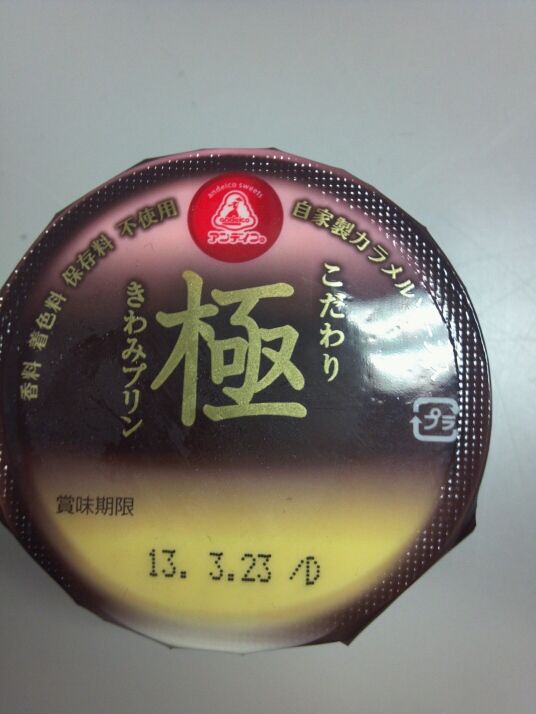 andeico sweets
andeico
アンデイコ®
香料 着色料 保存料 不使用
自家製カラメル
こだわり
極
きわみプリン
プラ
賞味期限
13. 3.23 /D